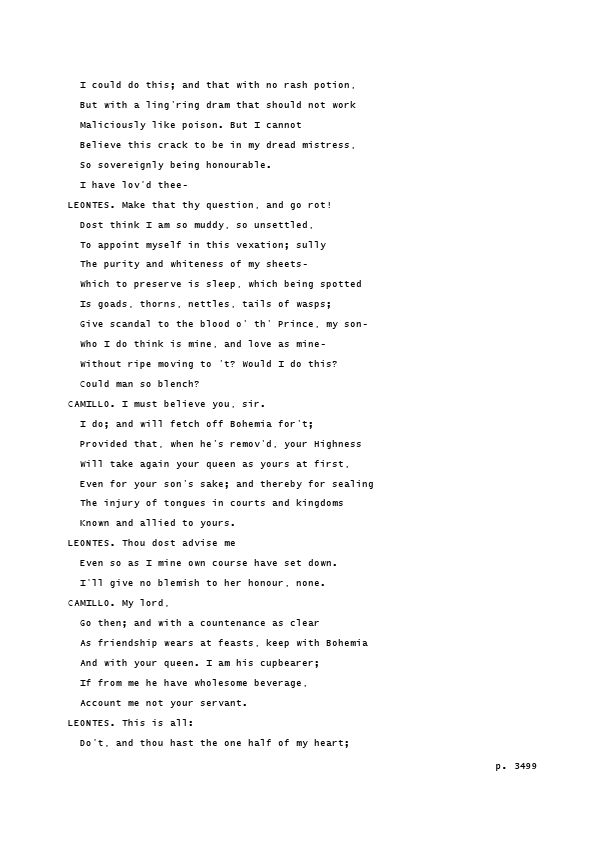 I could do this; and that with no rash potion,
But with a ling'ring dram that should not work
Maliciously like poison. But I cannot
Believe this crack to be in my dread mistress,
So sovereignly being honourable.
I have lov'd thee-
LEONTES. Make that thy question, and go rot!
Dost think I am so muddy, so unsettled,
To appoint myself in this vexation; sully
The purity and whiteness of my sheets-
Which to preserve is sleep, which being spotted
Is goads, thorns, nettles, tails of wasps;
Give scandal to the blood o' th' Prince, my son-
Who I do think is mine, and love as mine-
Without ripe moving to 't? Would I do this?
Could man so blench?
CAMILLO. I must believe you, sir.
I do; and will fetch off Bohemia for't;
Provided that, when he's remov'd, your Highness
Will take again your queen as yours at first,
Even for your son's sake; and thereby for sealing
The injury of tongues in courts and kingdoms
Known and allied to yours.
LEONTES. Thou dost advise me
Even so as I mine own course have set down.
I'll give no blemish to her honour, none.
CAMILLO. My lord,
Go then; and with a countenance as clear
As friendship wears at feasts, keep with Bohemia
And with your queen. I am his cupbearer;
If from me he have wholesome beverage,
Account me not your servant.
LEONTES. This is all:
Do't, and thou hast the one half of my heart;
p. 3499